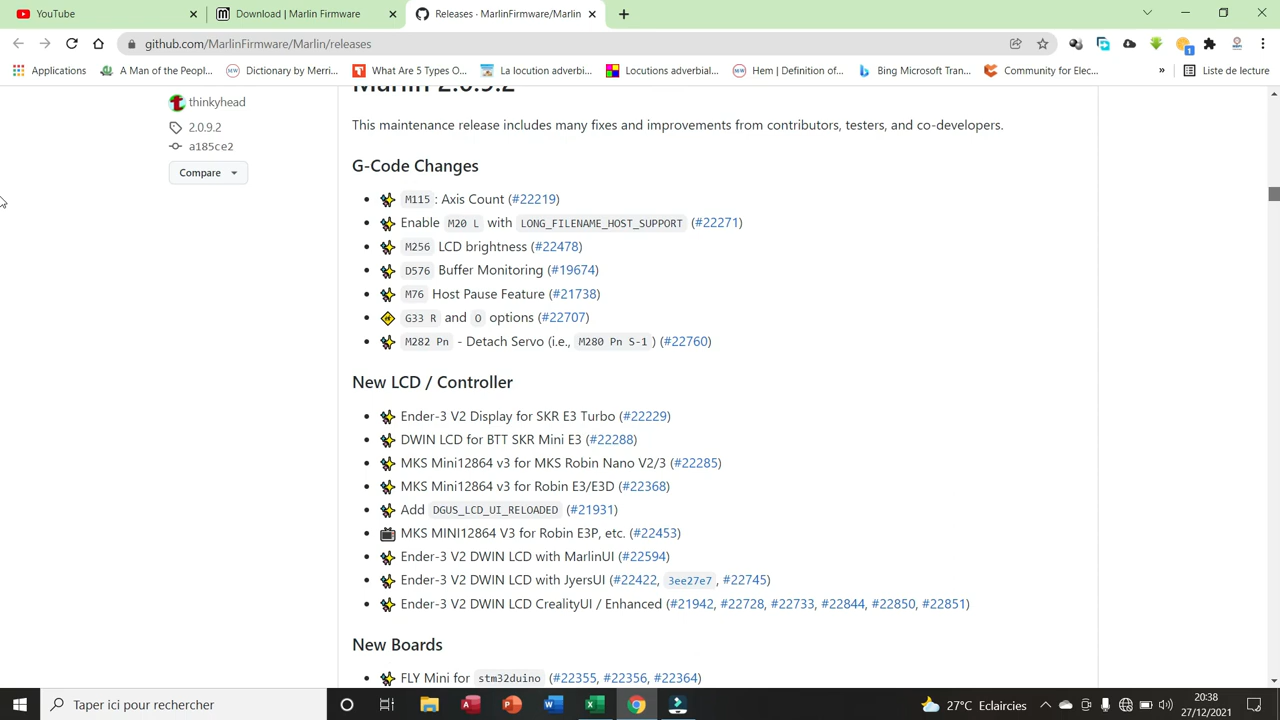 YouTube
Download | Marlin Firmware
Releases · MarlinFirmware/Marlin
github.com/MarlinFirmware/Marlin/releases
Applications
A Man of the Peopl...
Dictionary by Merri...
What Are 5 Types O...
La locution adverbi...
Locutions adverbial...
Hem | Definition of...
Bing Microsoft Tran...
Community for Elec...
»
Liste de lecture
thinkyhead
2.0.9.2
a185ce2
Compare
Marlin 2.0.9.2
This maintenance release includes many fixes and improvements from contributors, testers, and co-developers.
G-Code Changes
M115 : Axis Count (#22219)
Enable M20 L with LONG_FILENAME_HOST_SUPPORT (#22271)
M256 LCD brightness (#22478)
D576 Buffer Monitoring (#19674)
M76 Host Pause Feature (#21738)
G33 R and O options (#22707)
M282 Pn - Detach Servo (i.e., M280 Pn S-1 ) (#22760)
New LCD / Controller
Ender-3 V2 Display for SKR E3 Turbo (#22229)
DWIN LCD for BTT SKR Mini E3 (#22288)
MKS Mini12864 v3 for MKS Robin Nano V2/3 (#22285)
MKS Mini12864 v3 for Robin E3/E3D (#22368)
Add DGUS_LCD_UI_RELOADED (#21931)
MKS MINI12864 V3 for Robin E3P, etc. (#22453)
Ender-3 V2 DWIN LCD with MarlinUI (#22594)
Ender-3 V2 DWIN LCD with JyersUI (#22422, 3ee27e7, #22745)
Ender-3 V2 DWIN LCD CrealityUI / Enhanced (#21942, #22728, #22733, #22844, #22850, #22851)
New Boards
FLY Mini for stm32duino (#22355, #22356, #22364)
Taper ici pour rechercher
27°C Eclaircies
20:38
27/12/2021